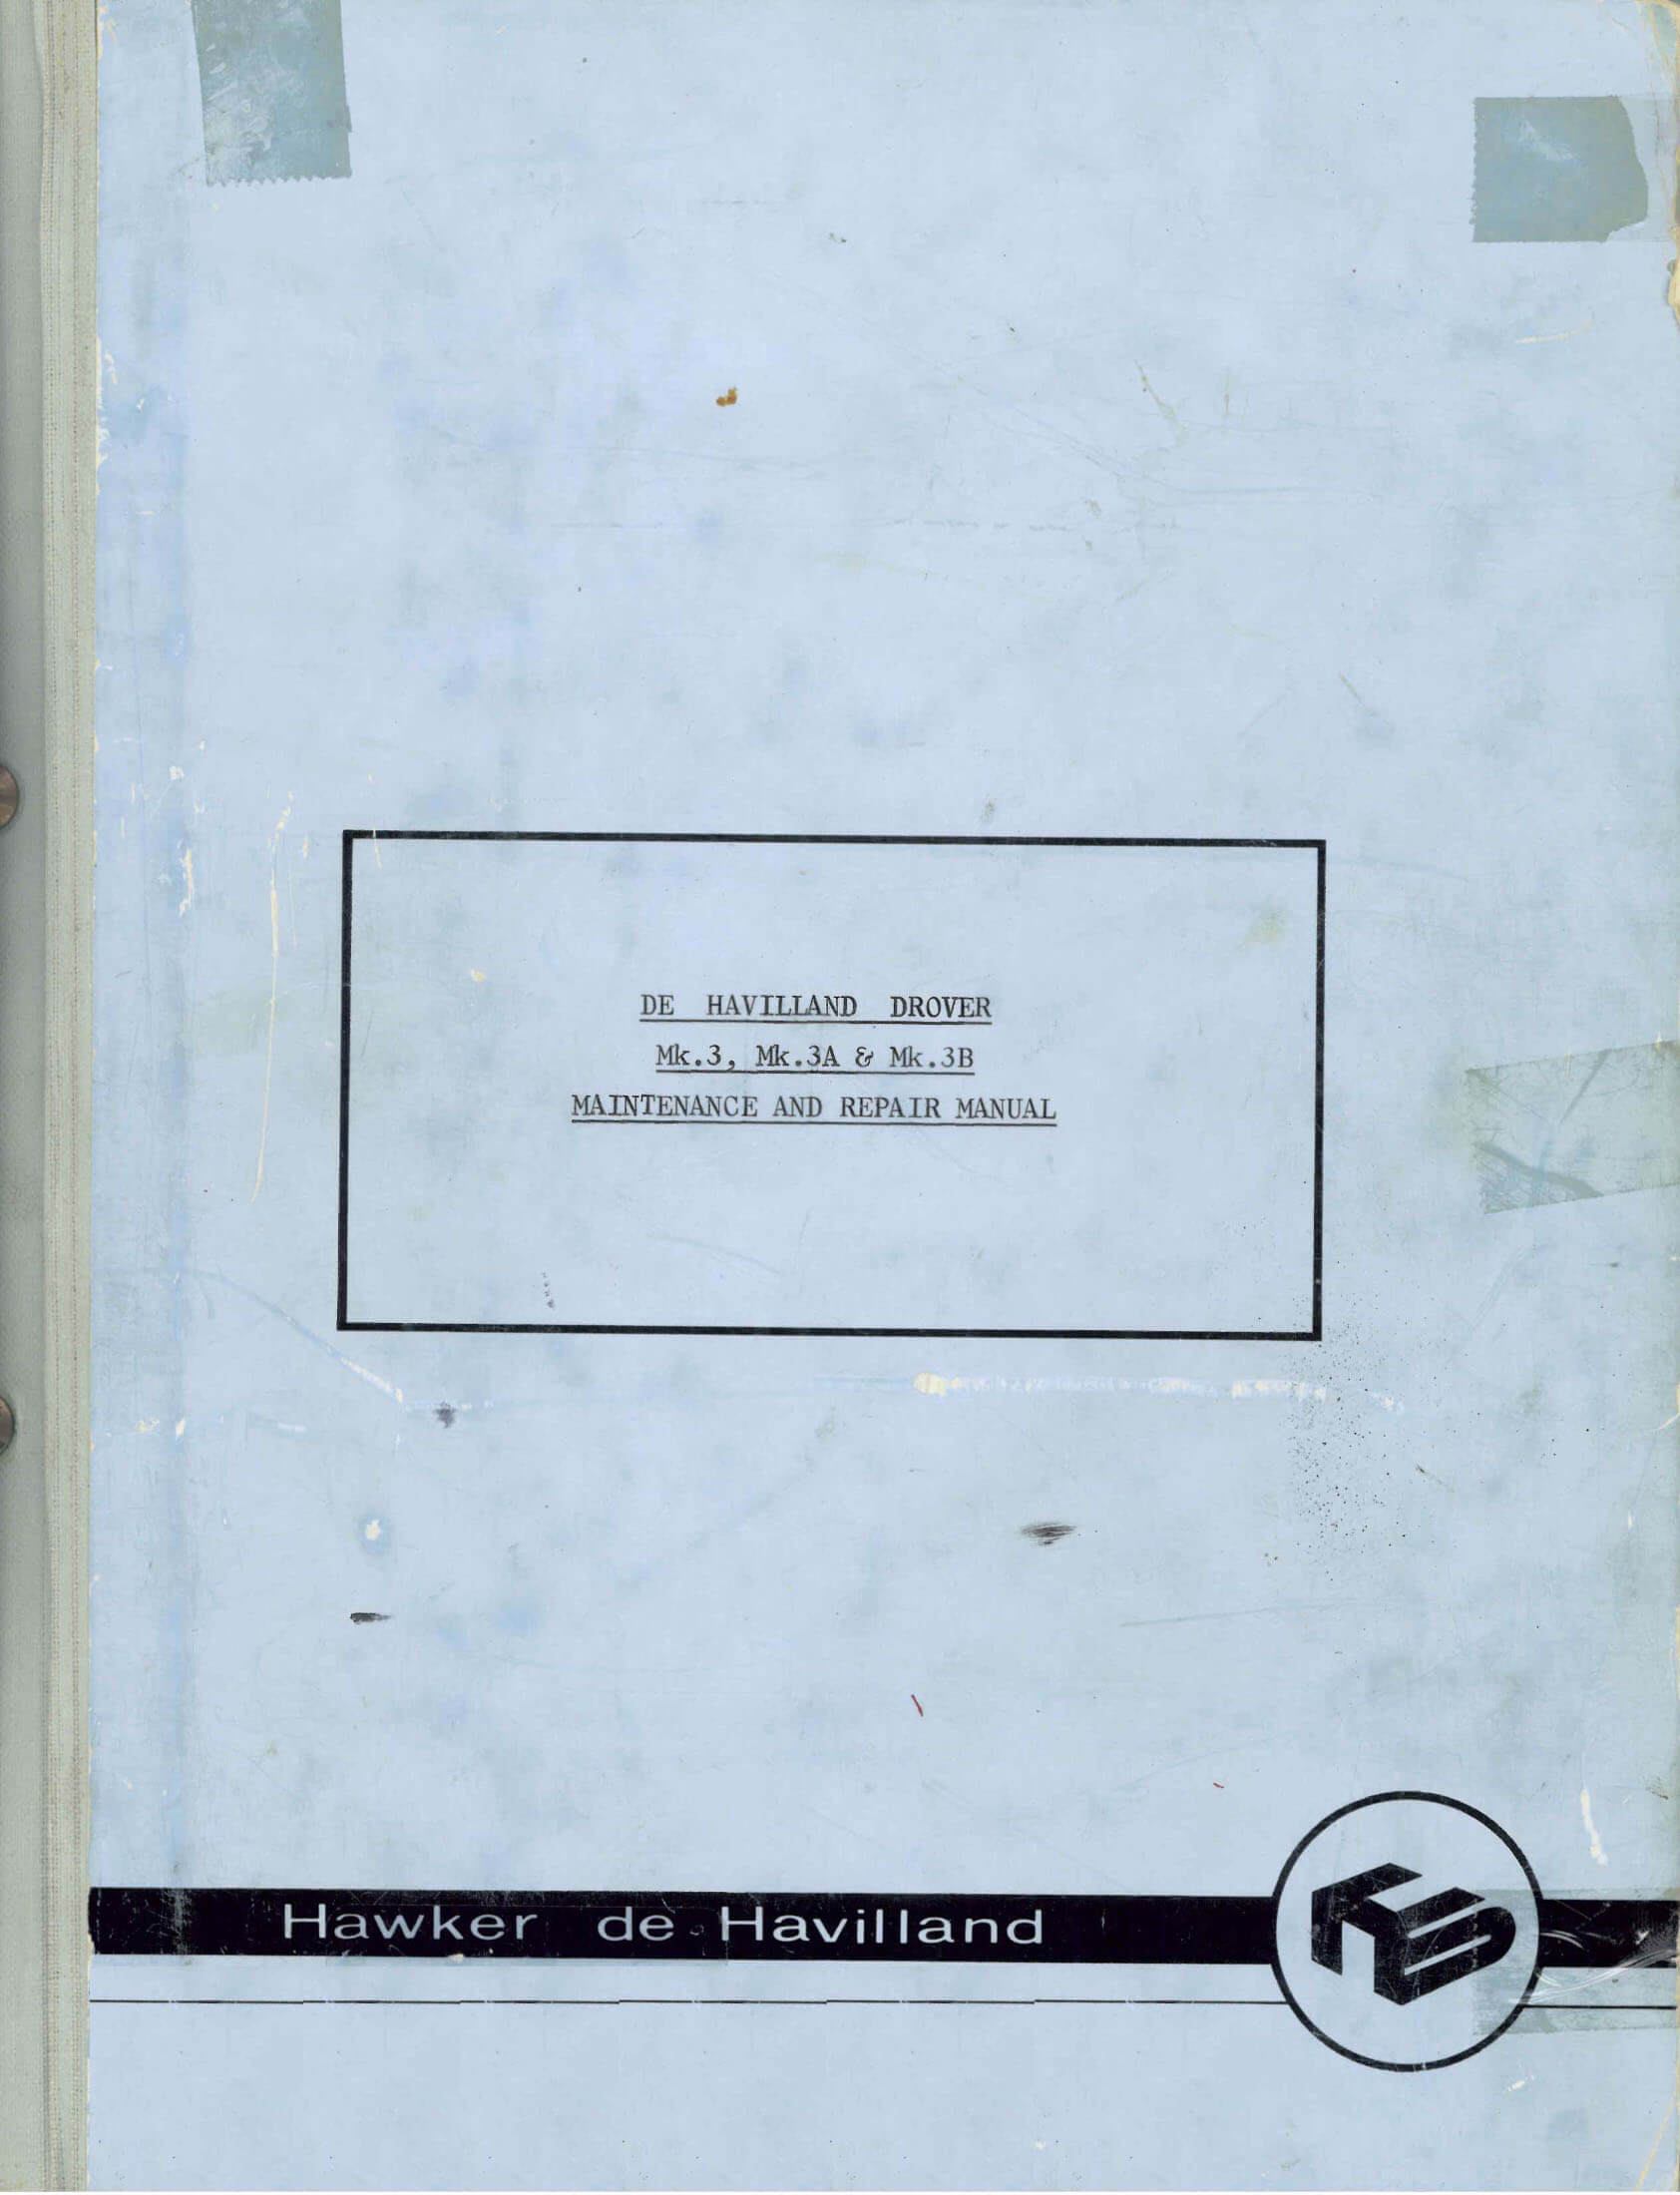 DE HAVILLAND DROVER
Mk.3, Mk.3A & Mk.3B
MAINTENANCE AND REPAIR MANUAL
Hawker de Havilland